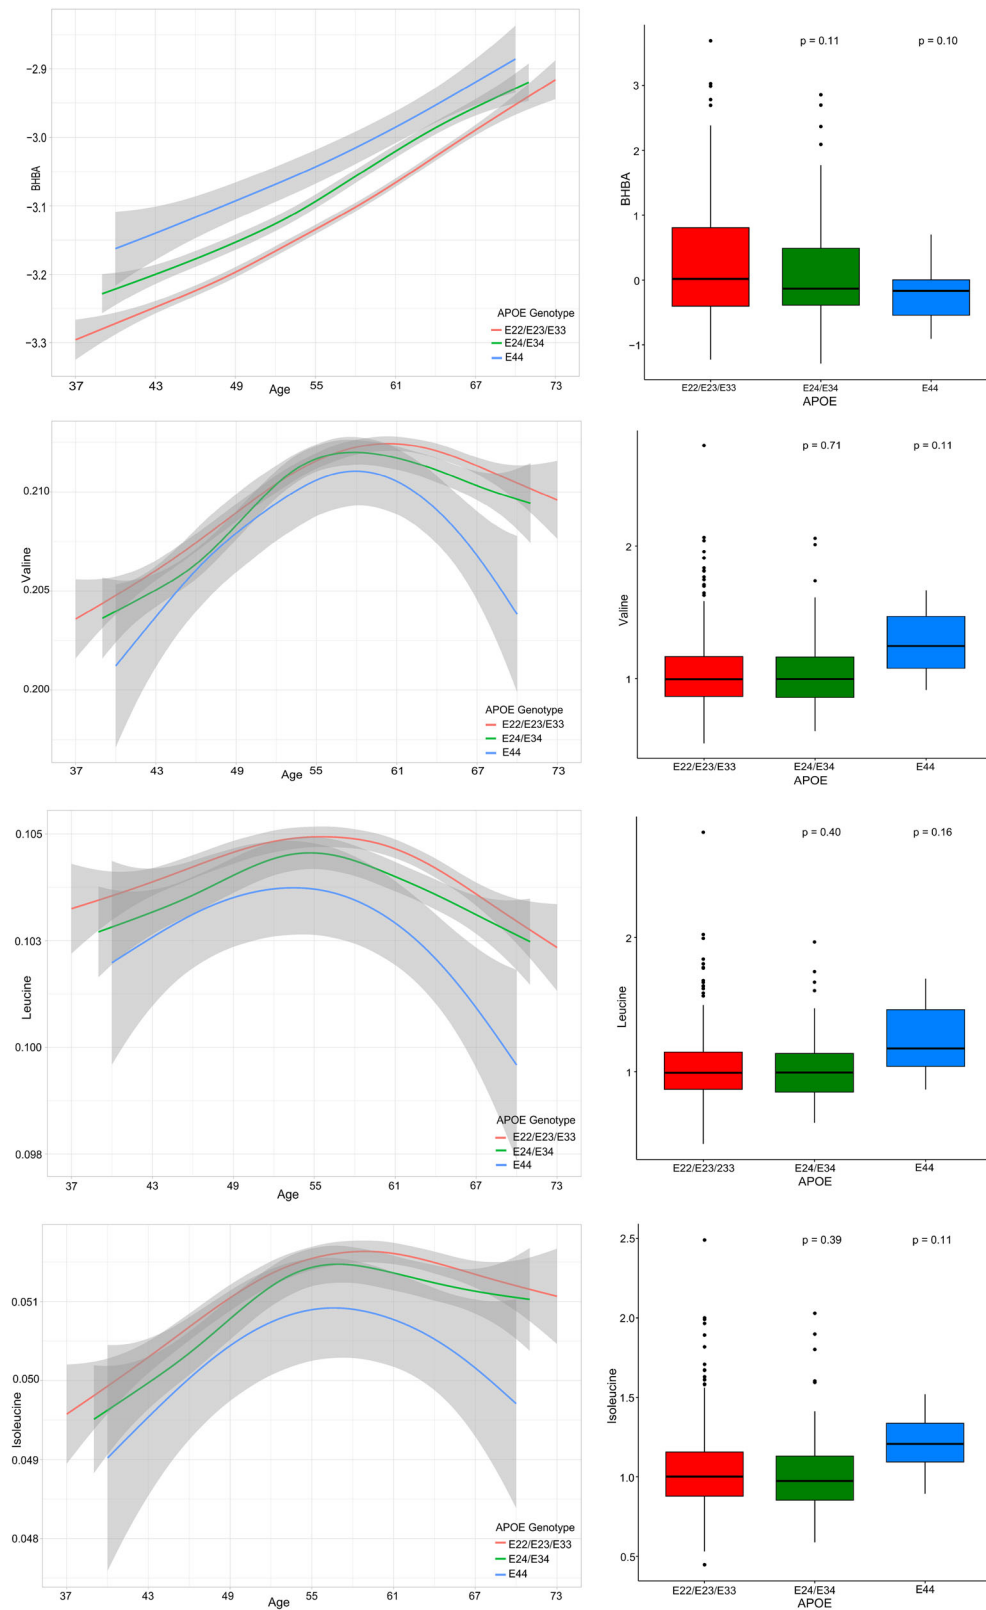 −2.9
−3.0
−3.1
−3.2
−3.3
BHBA
APOE Genotype
E22/E23/E33
E24/E34
E44
37 43 49 55 61 67 73
Age
p = 0.11 p = 0.10
3
2
1
0
−1
BHBA
E22/E23/E33 E24/E34 E44
APOE
0.210
0.205
0.200
Valine
APOE Genotype
E22/E23/E33
E24/E34
E44
37 43 49 55 61 67 73
Age
p = 0.71 p = 0.11
2
1
Valine
E22/E23/E33 E24/E34 E44
APOE
0.105
0.103
0.100
0.098
Leucine
APOE Genotype
E22/E23/E33
E24/E34
E44
37 43 49 55 61 67 73
Age
p = 0.40 p = 0.16
2
1
Leucine
E22/E23/233 E24/E34 E44
APOE
0.051
0.050
0.049
0.048
Isoleucine
APOE Genotype
E22/E23/E33
E24/E34
E44
37 43 49 55 61 67 73
Age
p = 0.39 p = 0.11
2.5
2.0
1.5
1.0
0.5
Isoleucine
E22/E23/E33 E24/E34 E44
APOE